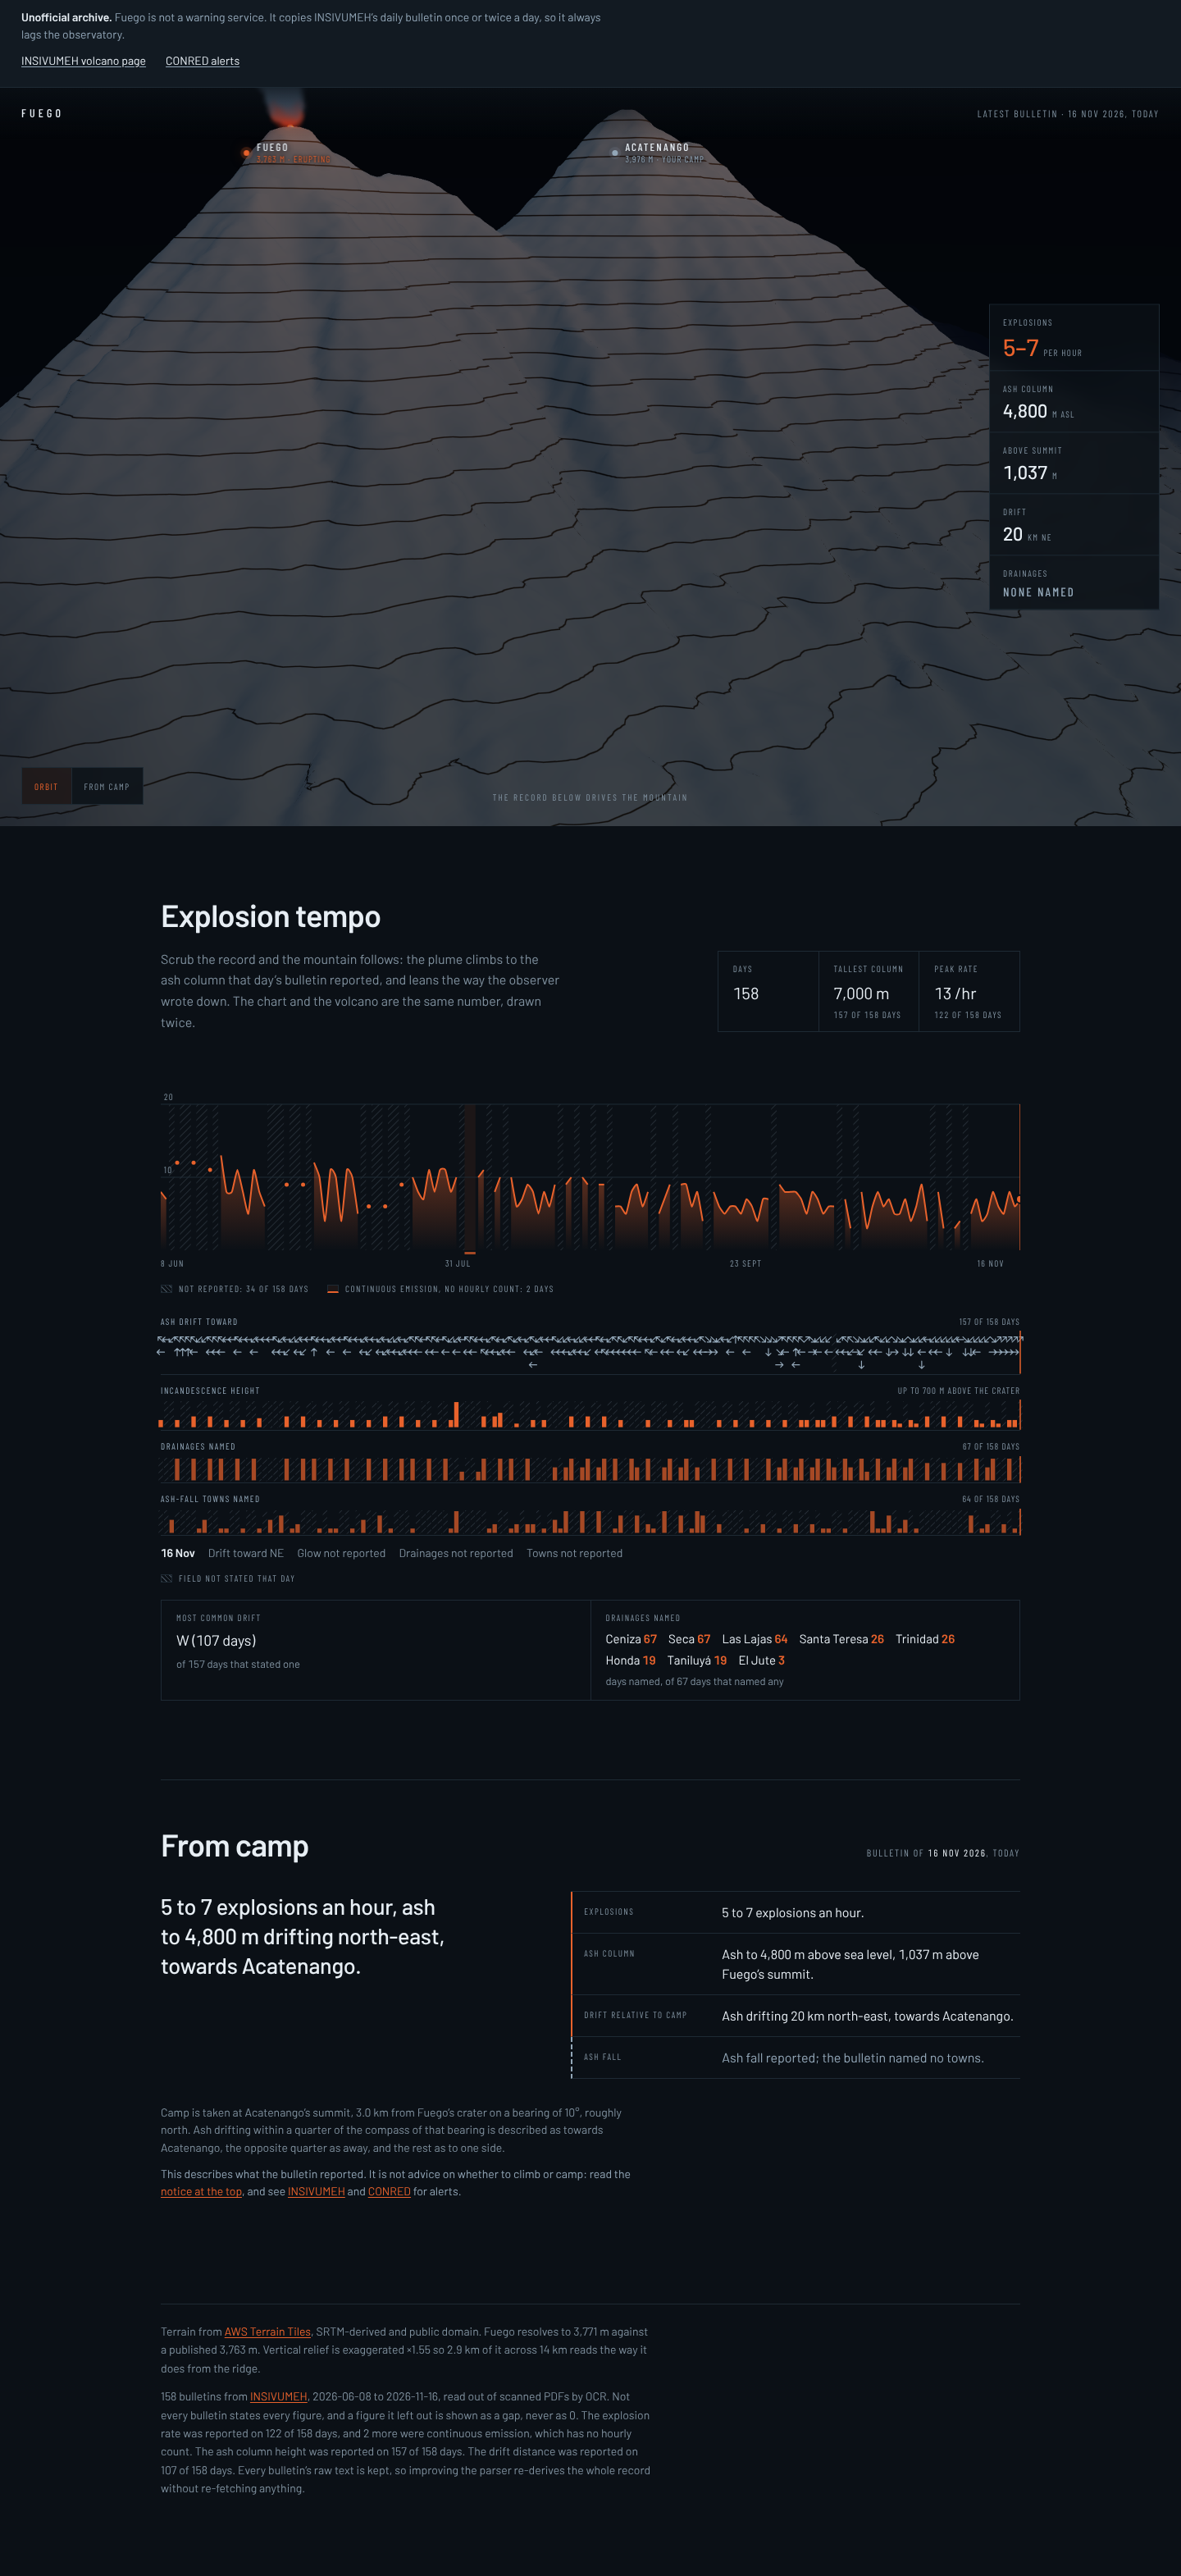 Unofficial archive. Fuego is not a warning service. It copies INSIVUMEH's daily bulletin once or twice a day, so it always
lags the observatory.
INSIVUMEH volcano page CONRED alerts
FUEGO
LATEST BULLETIN · 16 NOV 2026, TODAY
FUEGO
3,763 M · ERUPTING
ACATENANGO
3,976 M · YOUR CAMP
EXPLOSIONS
5–7 PER HOUR
ASH COLUMN
4,800 M ASL
ABOVE SUMMIT
1,037 M
DRIFT
20 KM NE
DRAINAGES
NONE NAMED
ORBIT FROM CAMP
THE RECORD BELOW DRIVES THE MOUNTAIN
Explosion tempo
Scrub the record and the mountain follows: the plume climbs to the
ash column that day's bulletin reported, and leans the way the observer
wrote down. The chart and the volcano are the same number, drawn
twice.
DAYS
158
TALLEST COLUMN
7,000 m
157 OF 158 DAYS
PEAK RATE
13 /hr
122 OF 158 DAYS
20
10
8 JUN 31 JUL 23 SEPT 16 NOV
NOT REPORTED: 34 OF 158 DAYS CONTINUOUS EMISSION, NO HOURLY COUNT: 2 DAYS
ASH DRIFT TOWARD 157 OF 158 DAYS
INCANDESCENCE HEIGHT UP TO 700 M ABOVE THE CRATER
DRAINAGES NAMED 67 OF 158 DAYS
ASH-FALL TOWNS NAMED 64 OF 158 DAYS
16 Nov Drift toward NE Glow not reported Drainages not reported Towns not reported
FIELD NOT STATED THAT DAY
MOST COMMON DRIFT
W (107 days)
of 157 days that stated one
DRAINAGES NAMED
Ceniza 67 Seca 67 Las Lajas 64 Santa Teresa 26 Trinidad 26
Honda 19 Taniluyá 19 El Jute 3
days named, of 67 days that named any
From camp
BULLETIN OF 16 NOV 2026, TODAY
5 to 7 explosions an hour, ash
to 4,800 m drifting north-east,
towards Acatenango.
EXPLOSIONS 5 to 7 explosions an hour.
ASH COLUMN Ash to 4,800 m above sea level, 1,037 m above
Fuego's summit.
DRIFT RELATIVE TO CAMP Ash drifting 20 km north-east, towards Acatenango.
ASH FALL Ash fall reported; the bulletin named no towns.
Camp is taken at Acatenango's summit, 3.0 km from Fuego's crater on a bearing of 10°, roughly
north. Ash drifting within a quarter of the compass of that bearing is described as towards
Acatenango, the opposite quarter as away, and the rest as to one side.
This describes what the bulletin reported. It is not advice on whether to climb or camp: read the
notice at the top, and see INSIVUMEH and CONRED for alerts.
Terrain from AWS Terrain Tiles, SRTM-derived and public domain. Fuego resolves to 3,771 m against
a published 3,763 m. Vertical relief is exaggerated ×1.55 so 2.9 km of it across 14 km reads the way it
does from the ridge.
158 bulletins from INSIVUMEH, 2026-06-08 to 2026-11-16, read out of scanned PDFs by OCR. Not
every bulletin states every figure, and a figure it left out is shown as a gap, never as 0. The explosion
rate was reported on 122 of 158 days, and 2 more were continuous emission, which has no hourly
count. The ash column height was reported on 157 of 158 days. The drift distance was reported on
107 of 158 days. Every bulletin's raw text is kept, so improving the parser re-derives the whole record
without re-fetching anything.